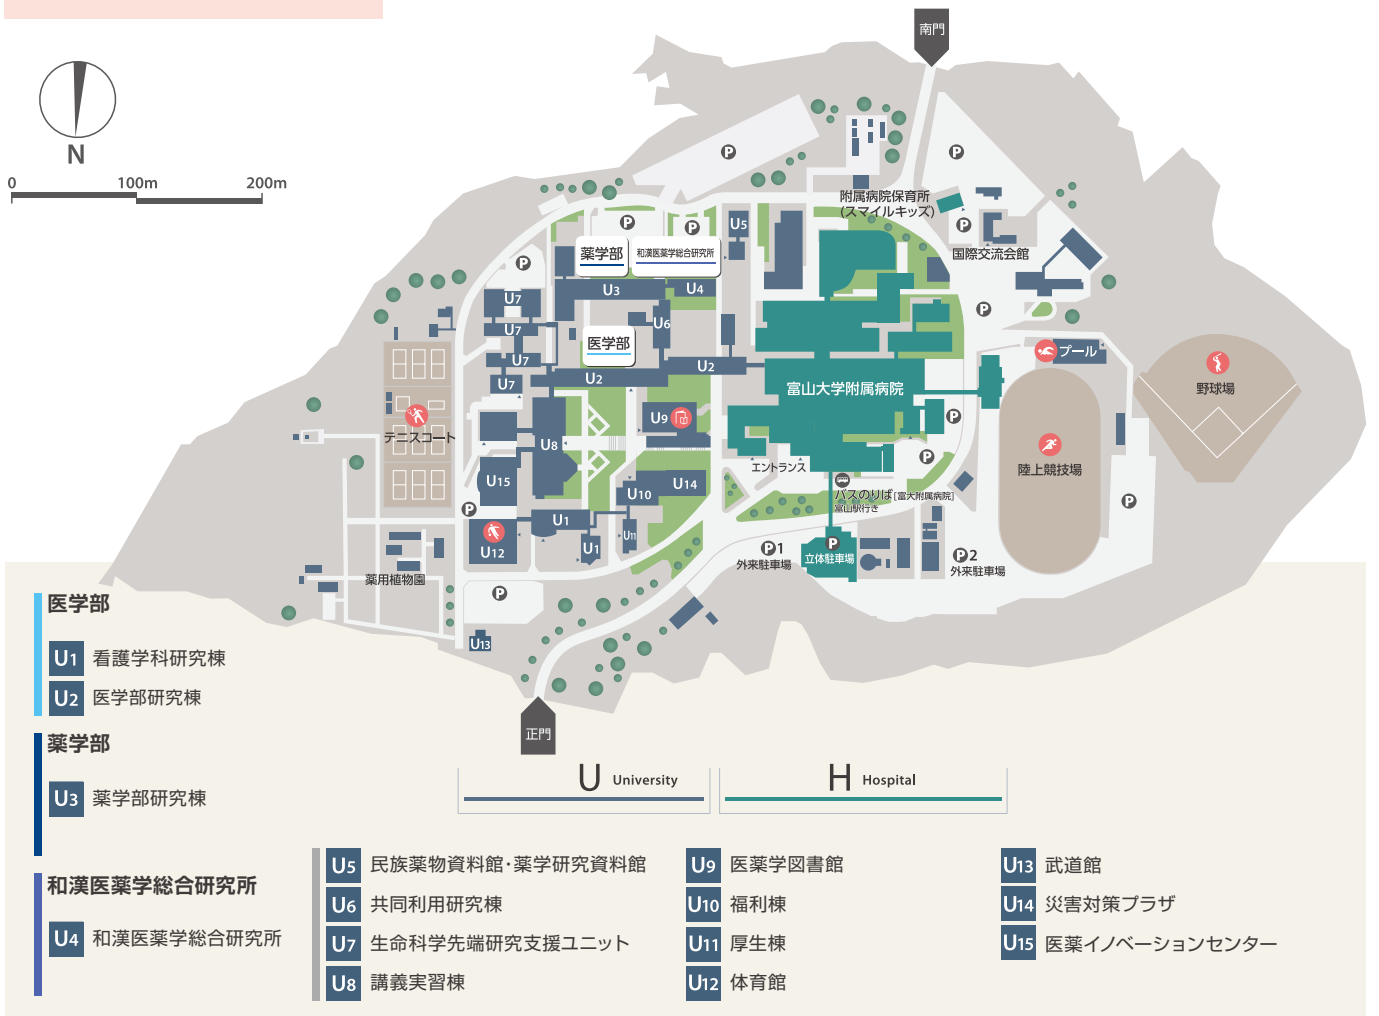 南門
N
0 100m 200m
P
P
附属病院保育所
(スマイルキッズ)
P
P
P
U5
薬学部
和漢医薬学総合研究所
国際交流会館
P
U7
U3
U4
P
U7
U6
医学部
プール
U7
U2
U2
U7
富山大学附属病院
野球場
テニスコート
U9
P
U8
エントランス
P
陸上競技場
U15
U10
U14
バスのりば[富大附属病院]
富山駅行き
P
P
U1
U12
U11
U1
P1
外来駐車場
P
立体駐車場
P2
外来駐車場
薬用植物園
P
U13
正門
U University
H Hospital
医学部
U1 看護学科研究棟
U2 医学部研究棟
薬学部
U3 薬学部研究棟
和漢医薬学総合研究所
U4 和漢医薬学総合研究所
U5 民族薬物資料館・薬学研究資料館
U6 共同利用研究棟
U7 生命科学先端研究支援ユニット
U8 講義実習棟
U9 医薬学図書館
U10 福利棟
U11 厚生棟
U12 体育館
U13 武道館
U14 災害対策プラザ
U15 医薬イノベーションセンター